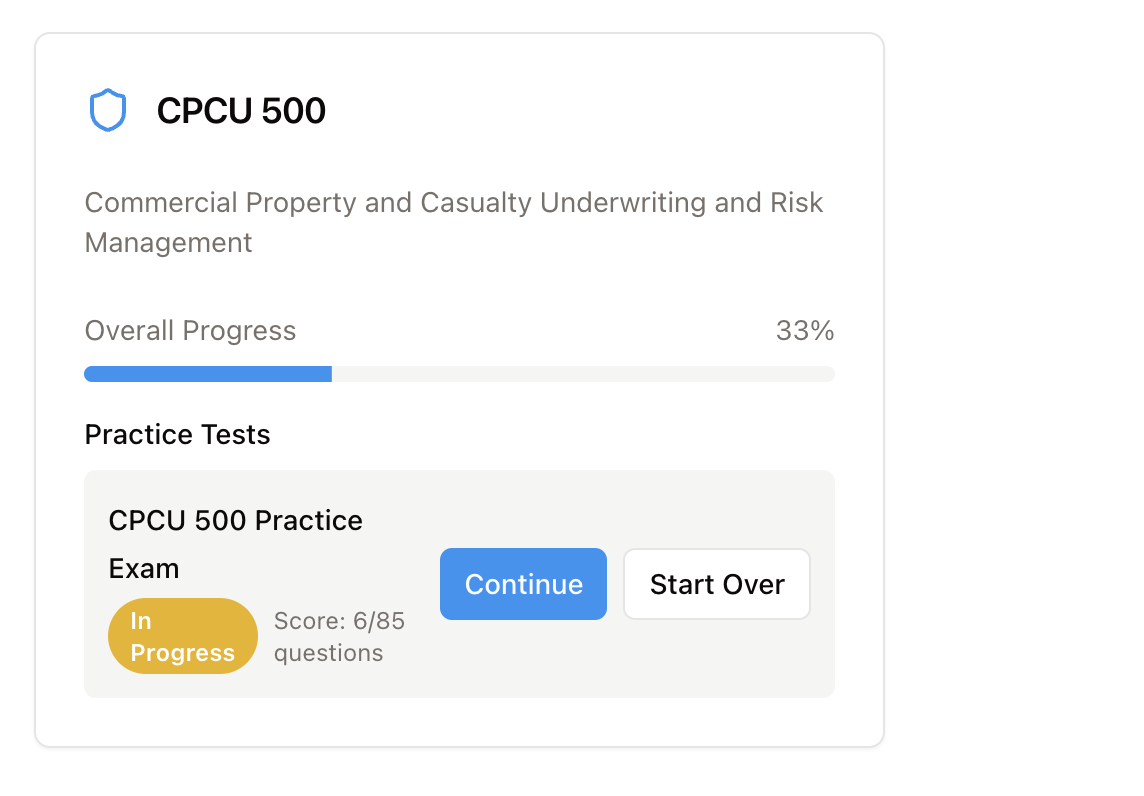 CPCU 500
Commercial Property and Casualty Underwriting and Risk
Management
Overall Progress 33%
Practice Tests
CPCU 500 Practice
Exam
Continue Start Over
In
Progress
Score: 6/85
questions